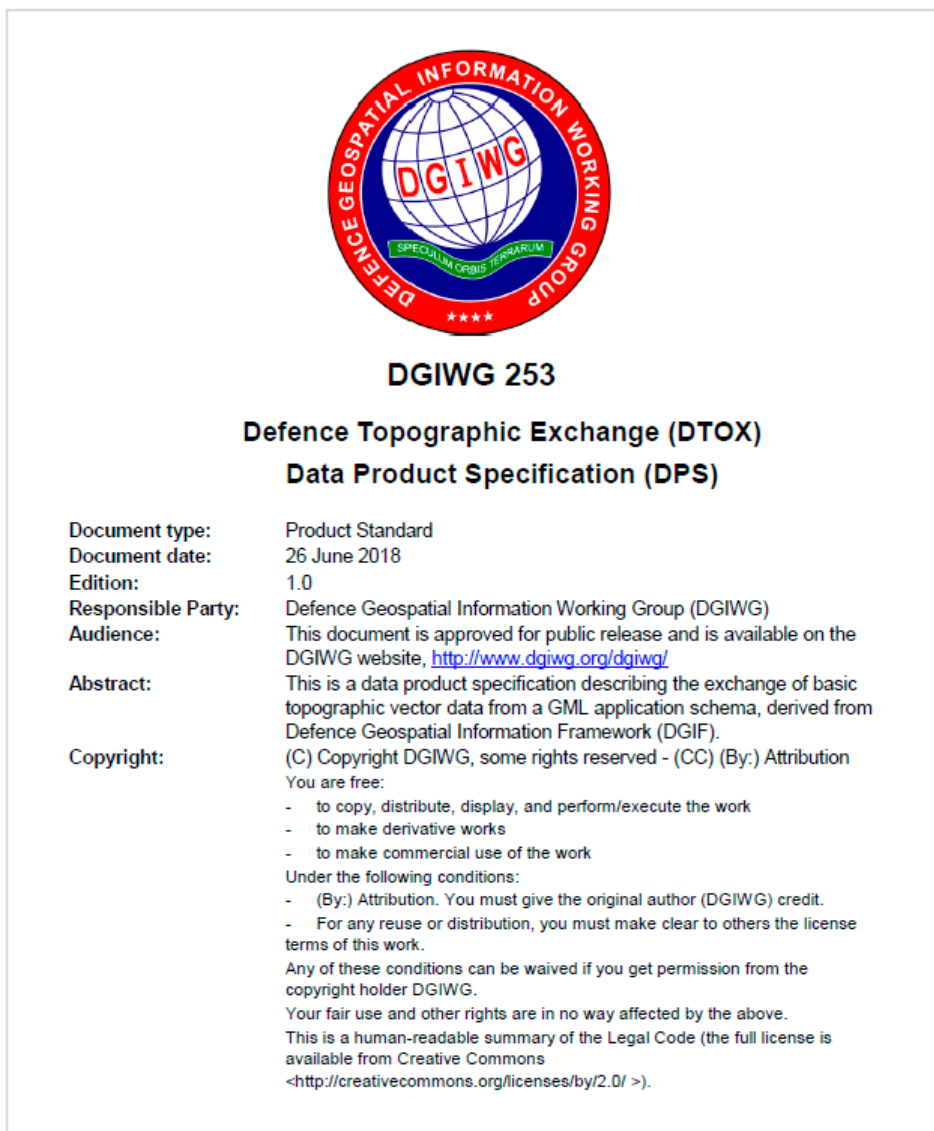 DEFENCE GEOSPATIAL INFORMATION WORKING GROUP
DGIWG
SPECULUM ORBIS TERRARUM
DGIWG 253
Defence Topographic Exchange (DTOX)
Data Product Specification (DPS)
Document type: Product Standard
Document date: 26 June 2018
Edition: 1.0
Responsible Party: Defence Geospatial Information Working Group (DGIWG)
Audience: This document is approved for public release and is available on the
DGIWG website, http://www.dgiwg.org/dgiwg/
Abstract: This is a data product specification describing the exchange of basic
topographic vector data from a GML application schema, derived from
Defence Geospatial Information Framework (DGIF).
Copyright: (C) Copyright DGIWG, some rights reserved - (CC) (By:) Attribution
You are free:
- to copy, distribute, display, and perform/execute the work
- to make derivative works
- to make commercial use of the work
Under the following conditions:
- (By:) Attribution. You must give the original author (DGIWG) credit.
- For any reuse or distribution, you must make clear to others the license
terms of this work.
Any of these conditions can be waived if you get permission from the
copyright holder DGIWG.
Your fair use and other rights are in no way affected by the above.
This is a human-readable summary of the Legal Code (the full license is
available from Creative Commons
<http://creativecommons.org/licenses/by/2.0/ >).